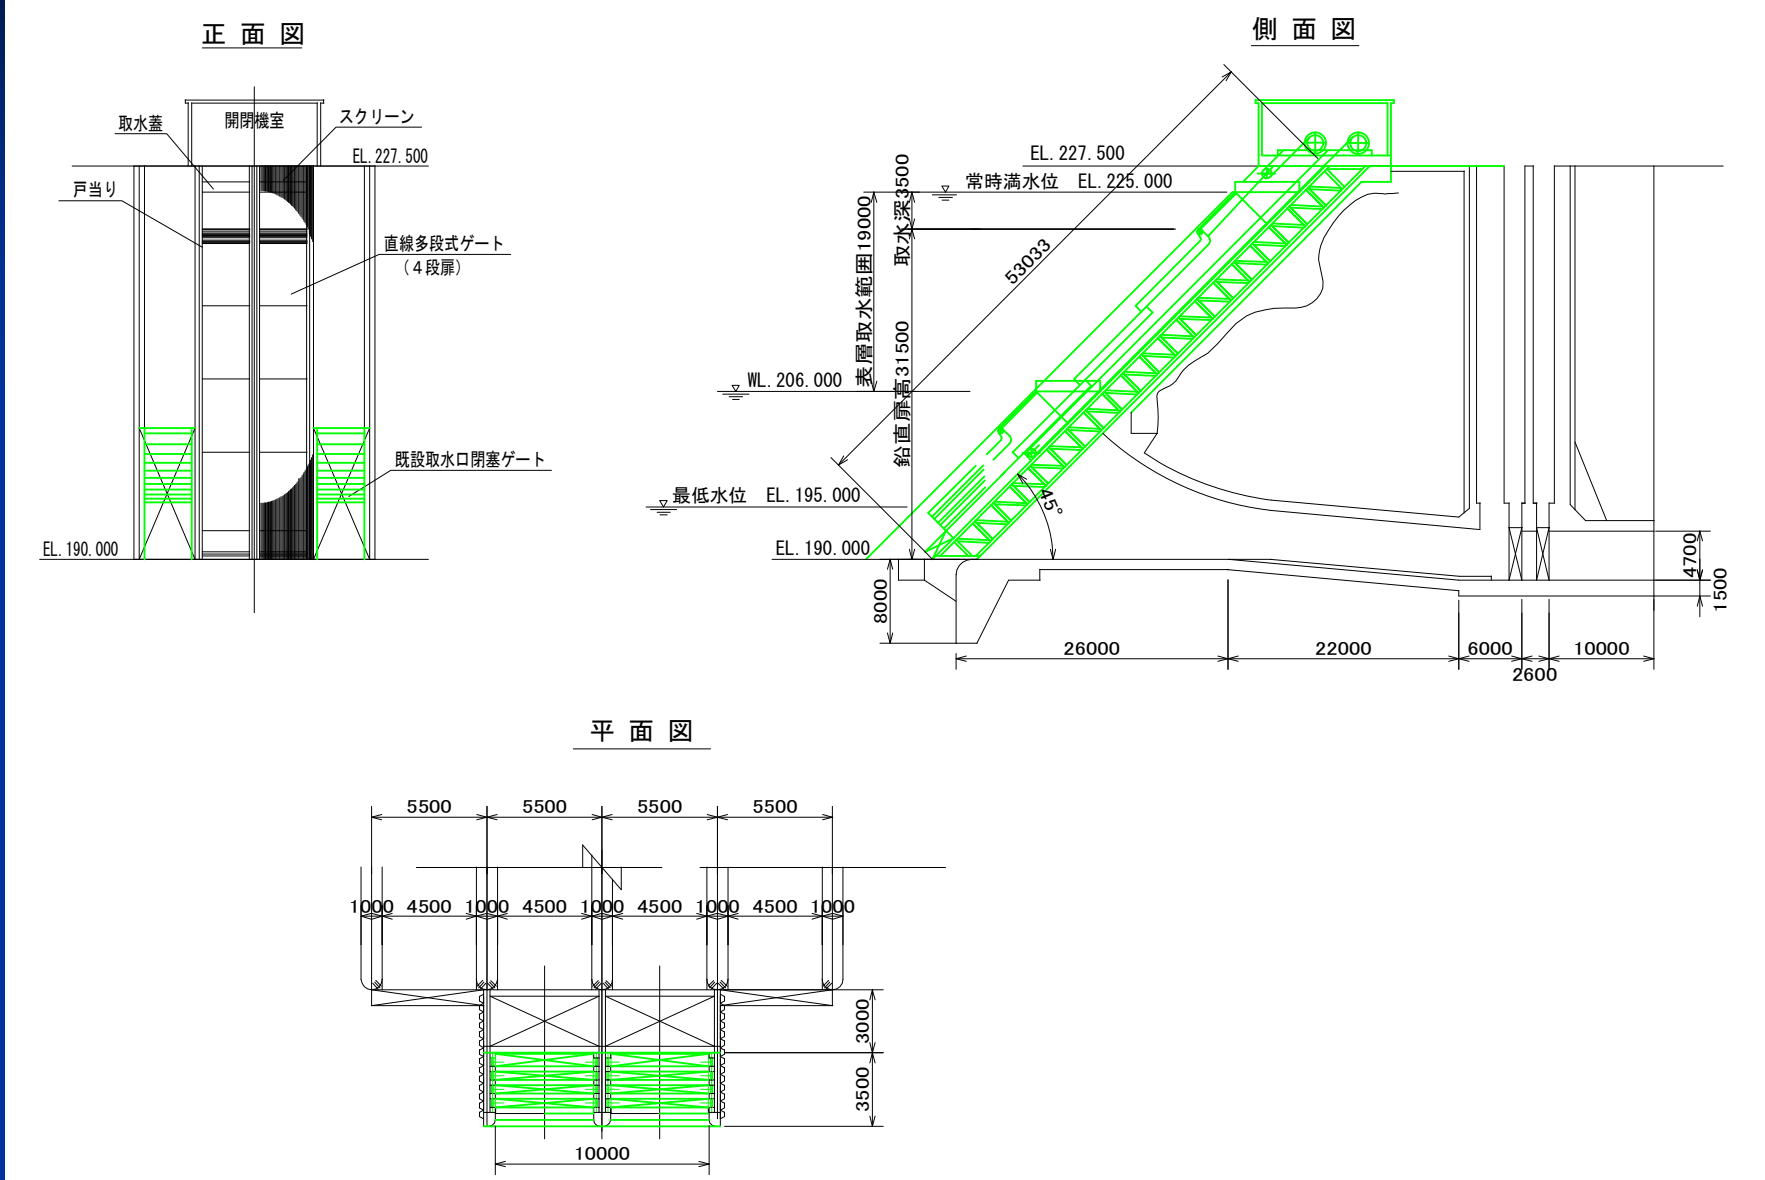 正面図
開閉機室
取水蓋
スクリーン
EL.227.500
戸当り
直線多段式ゲート
(４段扉)
既設取水口閉塞ゲート
EL.190.000
側面図
EL.227.500
常時満水位 EL.225.000
取水深3500
表層取水範囲19000
53033
鉛直扉高31500
WL.206.000
最低水位 EL.195.000
45°
EL.190.000
8000
4700
1500
26000
22000
6000
2600
10000
平面図
5500
5500
5500
5500
1000
4500
1000
4500
1000
4500
1000
4500
1000
3000
3500
10000